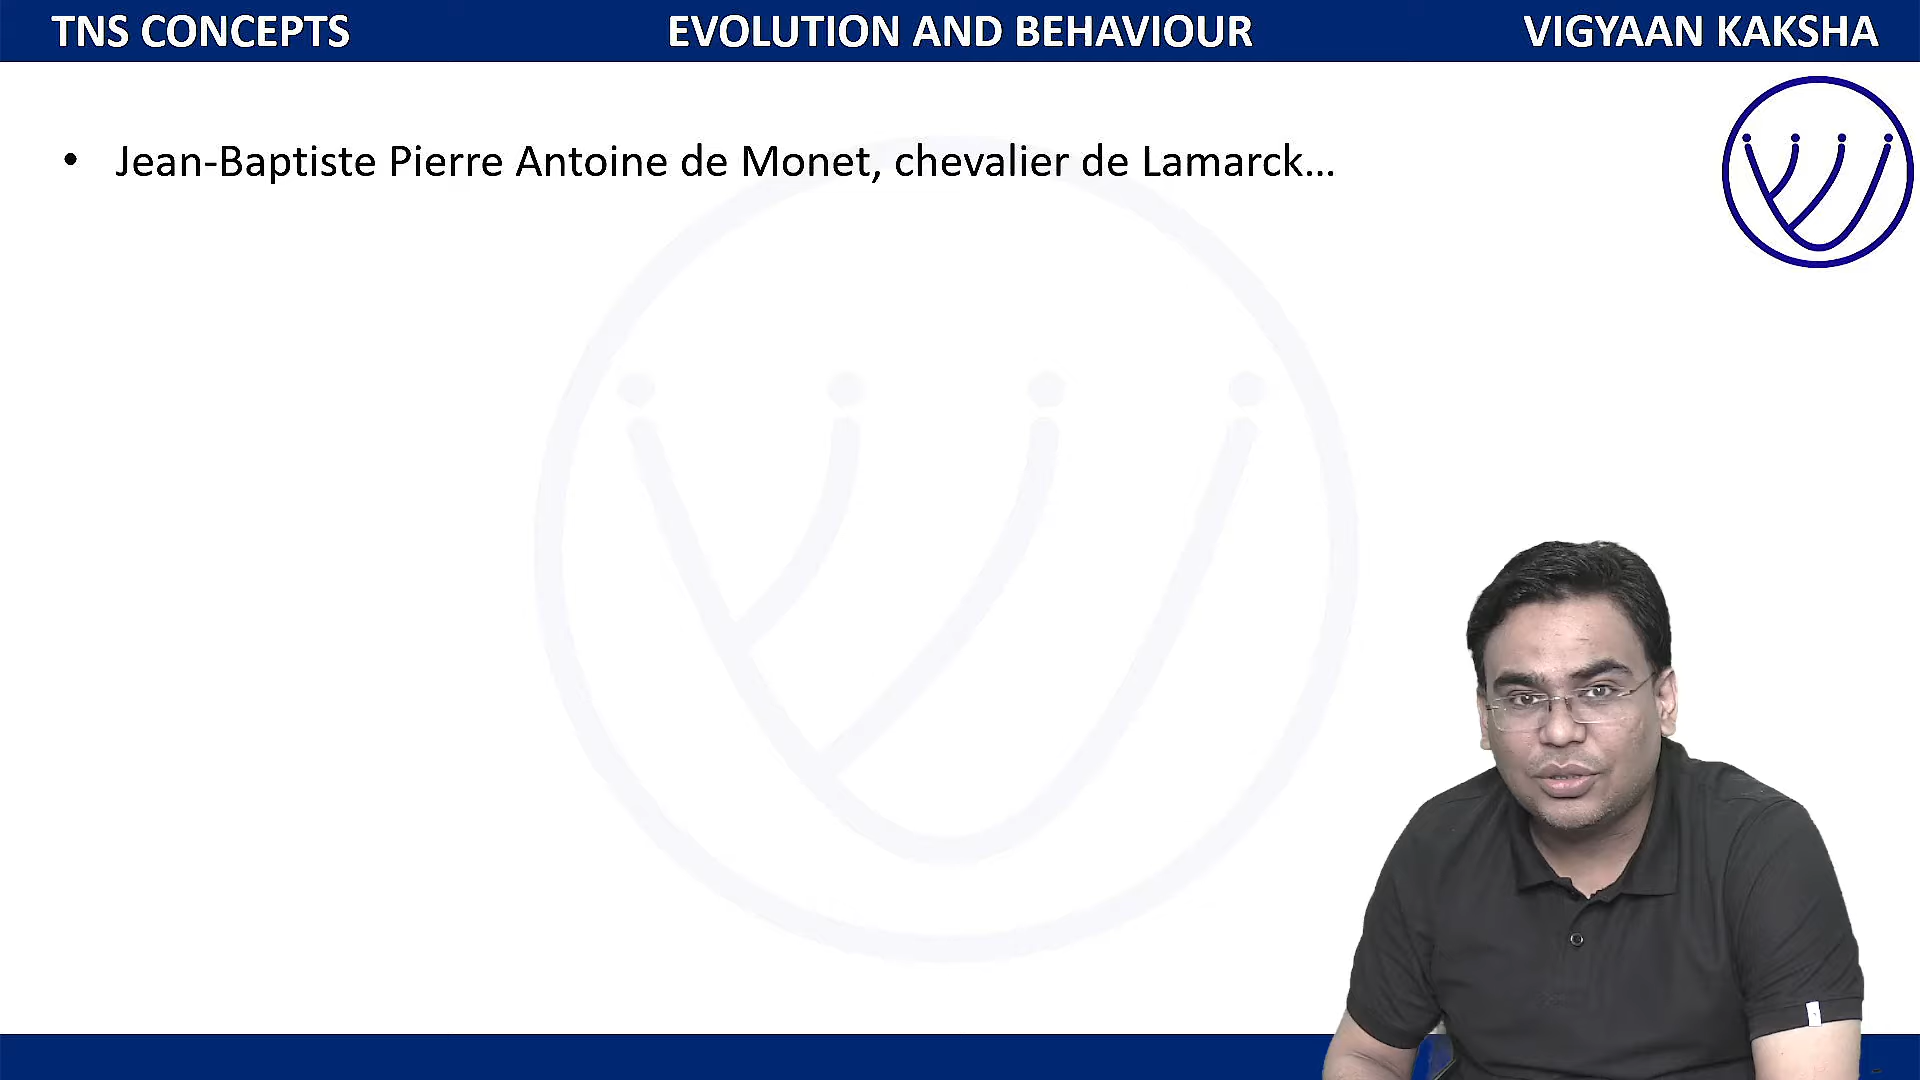 TNS CONCEPTS EVOLUTION AND BEHAVIOUR VIGYAAN KAKSHA
• Jean-Baptiste Pierre Antoine de Monet, chevalier de Lamarck...